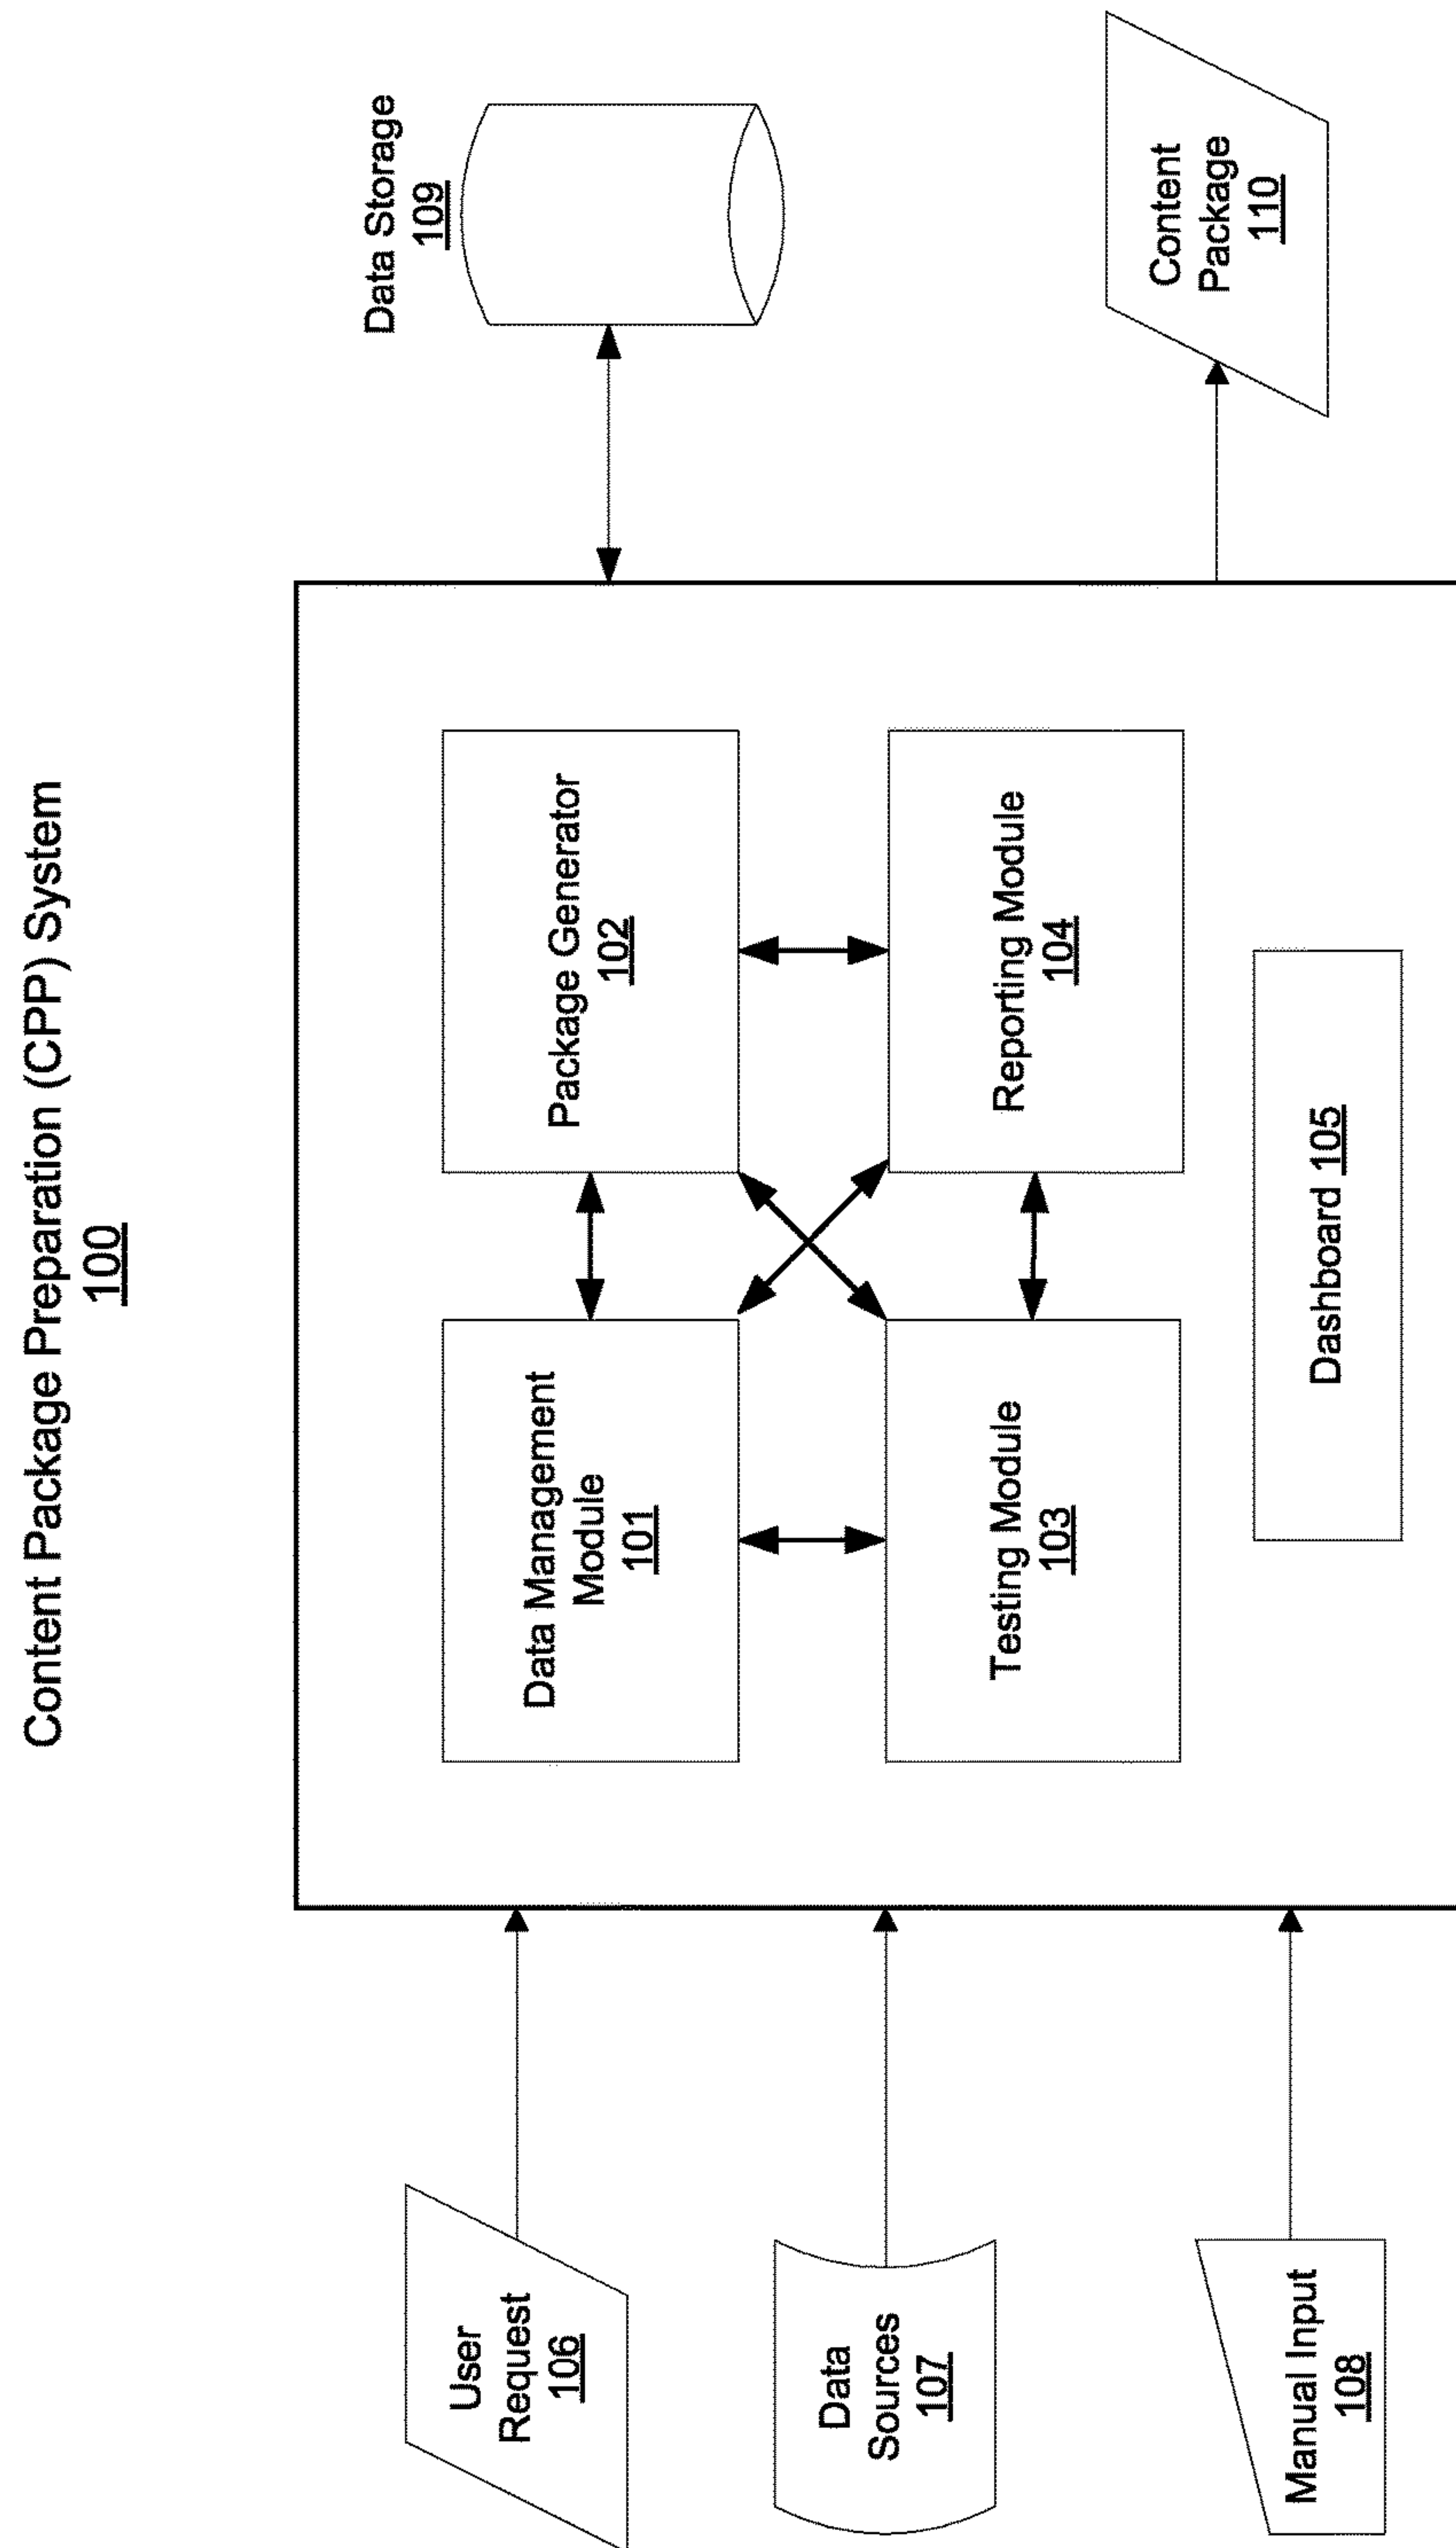 Content Package Preparation (CPP) System
100
User
Request
106
Data
Sources
107
Manual Input
108
Data Management
Module
101
Package Generator
102
Testing Module
103
Reporting Module
104
Dashboard 105
Data Storage
109
Content
Package
110